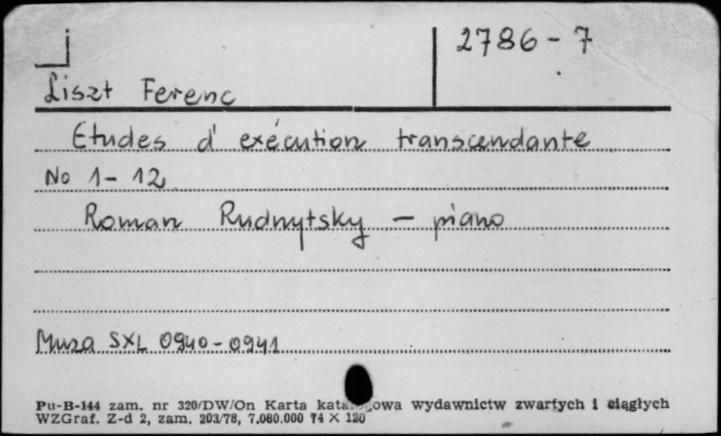 2786-7
Liszt Ferenc
Etudes d'exécution transcendante
No 1-12
Roman Rudnytsky - piano
Muza SXL 0940-0941
Pu-B-144 zam. nr 320/DW/On Karta wydawnictw zwartych i ciągłych
WZGraf. Z-d 2, zam. 203/78, 7.080.000 74 X 120